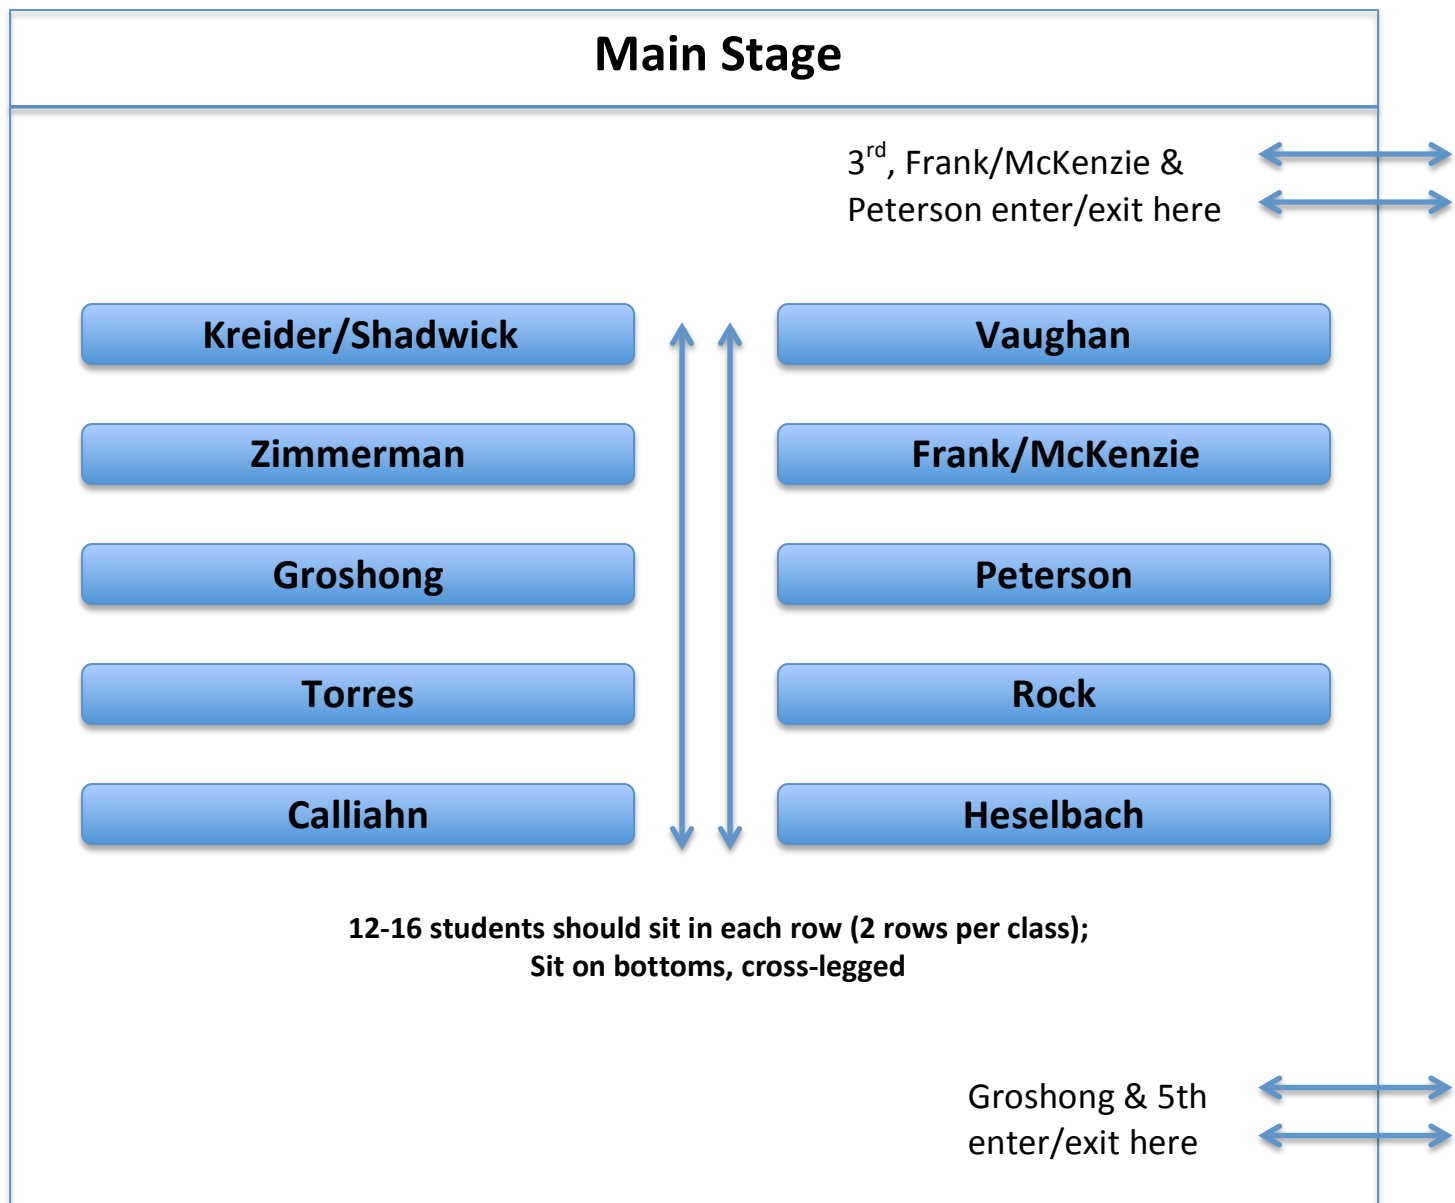 Main Stage
3rd, Frank/McKenzie &
Peterson enter/exit here
Kreider/Shadwick
Vaughan
Zimmerman
Frank/McKenzie
Groshong
Peterson
Torres
Rock
Calliahn
Heselbach
12-16 students should sit in each row (2 rows per class);
Sit on bottoms, cross-legged
Groshong & 5th
enter/exit here